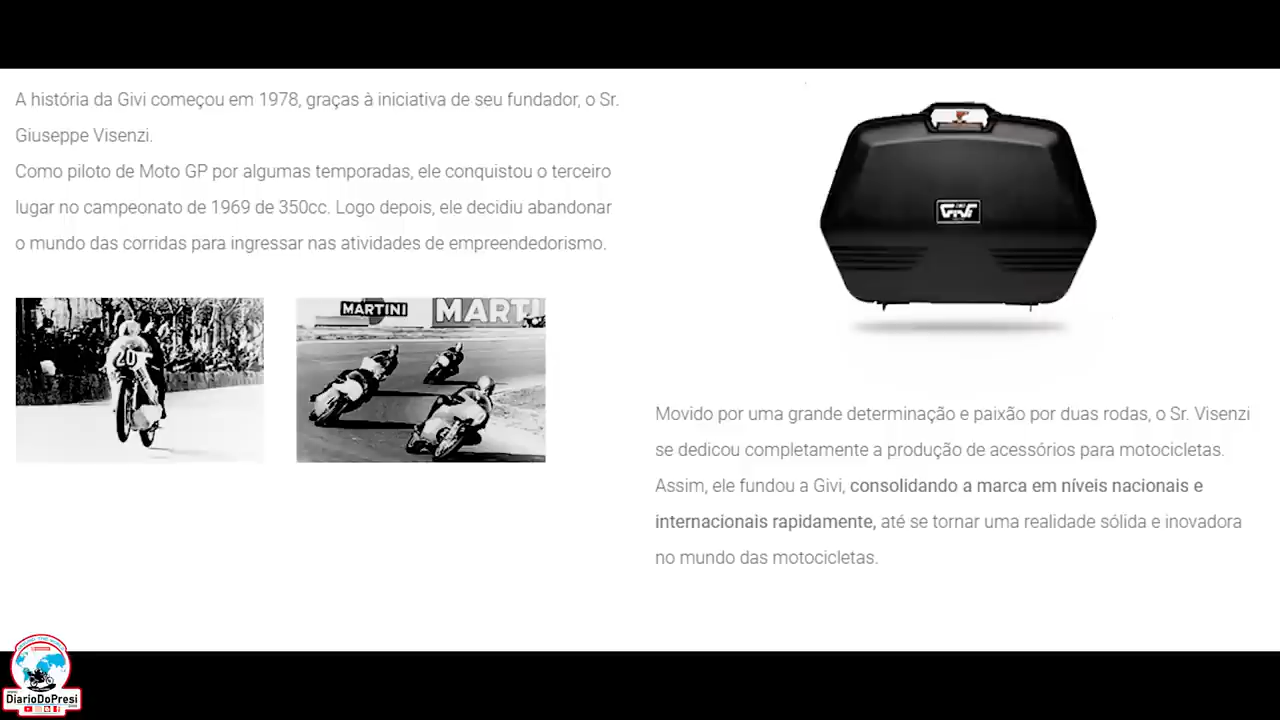 A história da Givi começou em 1978, graças à iniciativa de seu fundador, o Sr.
Giuseppe Visenzi.
Como piloto de Moto GP por algumas temporadas, ele conquistou o terceiro
lugar no campeonato de 1969 de 350cc. Logo depois, ele decidiu abandonar
o mundo das corridas para ingressar nas atividades de empreendedorismo.
20
MARTINI
MARTI
GIVI
Movido por uma grande determinação e paixão por duas rodas, o Sr. Visenzi
se dedicou completamente a produção de acessórios para motocicletas.
Assim, ele fundou a Givi, consolidando a marca em níveis nacionais e
internacionais rapidamente, até se tornar uma realidade sólida e inovadora
no mundo das motocicletas.
DiarioDoPresi